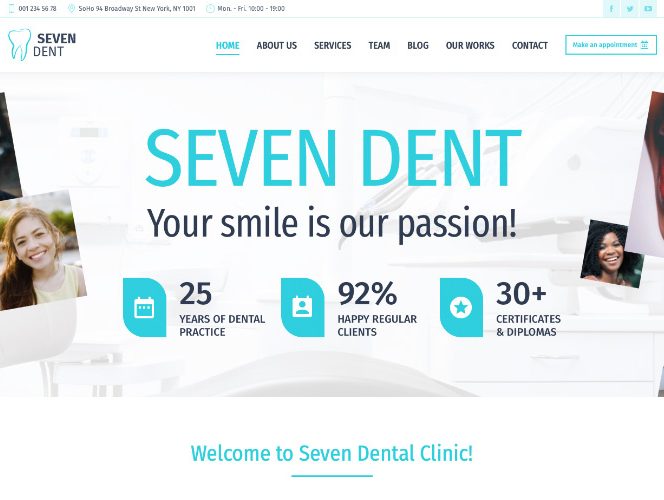 001 234 56 78 SoHo 94 Broadway St New York, NY 1001 Mon. - Fri. 10:00 - 19:00
SEVEN
DENT
HOME ABOUT US SERVICES TEAM BLOG OUR WORKS CONTACT Make an appointment
SEVEN DENT
Your smile is our passion!
25 92% 30+
YEARS OF DENTAL HAPPY REGULAR CERTIFICATES
PRACTICE CLIENTS & DIPLOMAS
Welcome to Seven Dental Clinic!